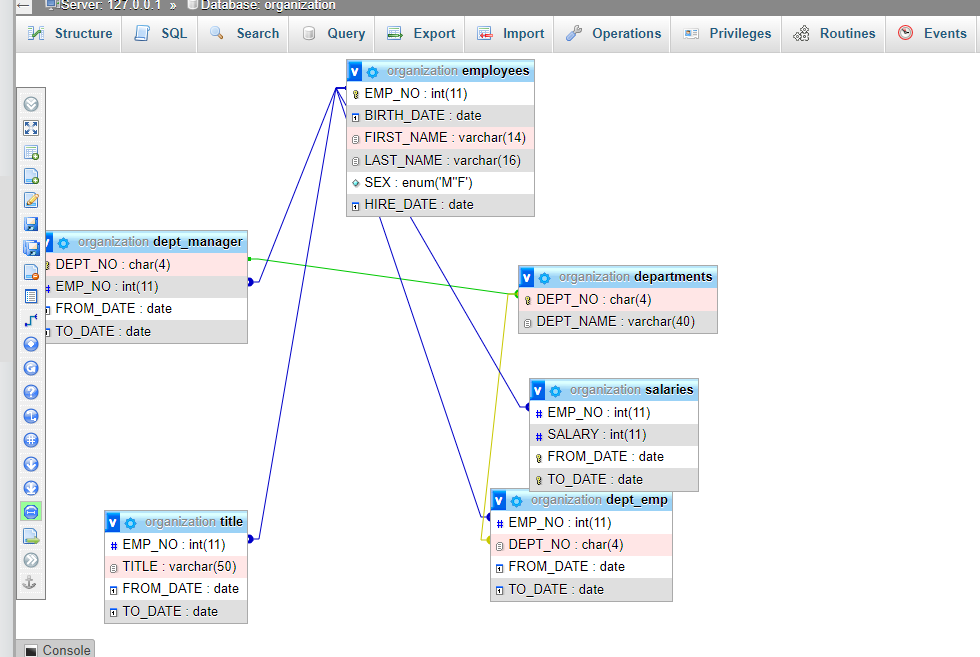 Server: 127.0.0.1 » Database: organization
Structure SQL Search Query Export Import Operations Privileges Routines Events
v organization employees
EMP_NO : int(11)
BIRTH_DATE : date
FIRST_NAME : varchar(14)
LAST_NAME : varchar(16)
SEX : enum('M''F')
HIRE_DATE : date
organization dept_manager
DEPT_NO : char(4)
# EMP_NO : int(11)
FROM_DATE : date
TO_DATE : date
v organization departments
DEPT_NO : char(4)
DEPT_NAME : varchar(40)
v organization salaries
# EMP_NO : int(11)
# SALARY : int(11)
FROM_DATE : date
TO_DATE : date
v organization dept_emp
# EMP_NO : int(11)
DEPT_NO : char(4)
FROM_DATE : date
TO_DATE : date
v organization title
# EMP_NO : int(11)
TITLE : varchar(50)
FROM_DATE : date
TO_DATE : date
Console